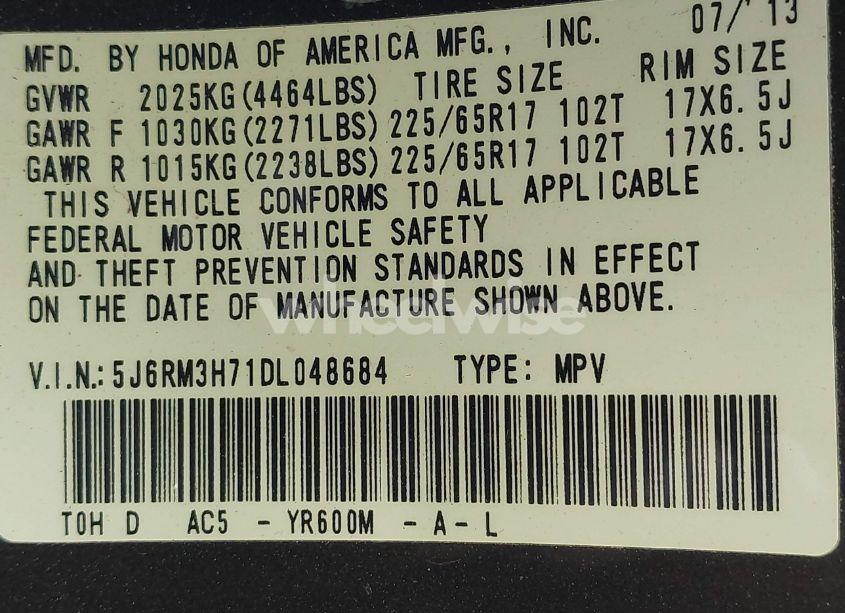 MFD. BY HONDA OF AMERICA MFG., INC. 07/13
GVWR 2025KG(4464LBS) TIRE SIZE RIM SIZE
GAWR F 1030KG(2271LBS) 225/65R17 102T 17X6.5J
GAWR R 1015KG(2238LBS) 225/65R17 102T 17X6.5J
THIS VEHICLE CONFORMS TO ALL APPLICABLE
FEDERAL MOTOR VEHICLE SAFETY
AND THEFT PREVENTION STANDARDS IN EFFECT
ON THE DATE OF MANUFACTURE SHOWN ABOVE.
wheelwise
V.I.N.: 5J6RM3H71DL048684 TYPE: MPV
TOH D AC5 - YR600M - A - L